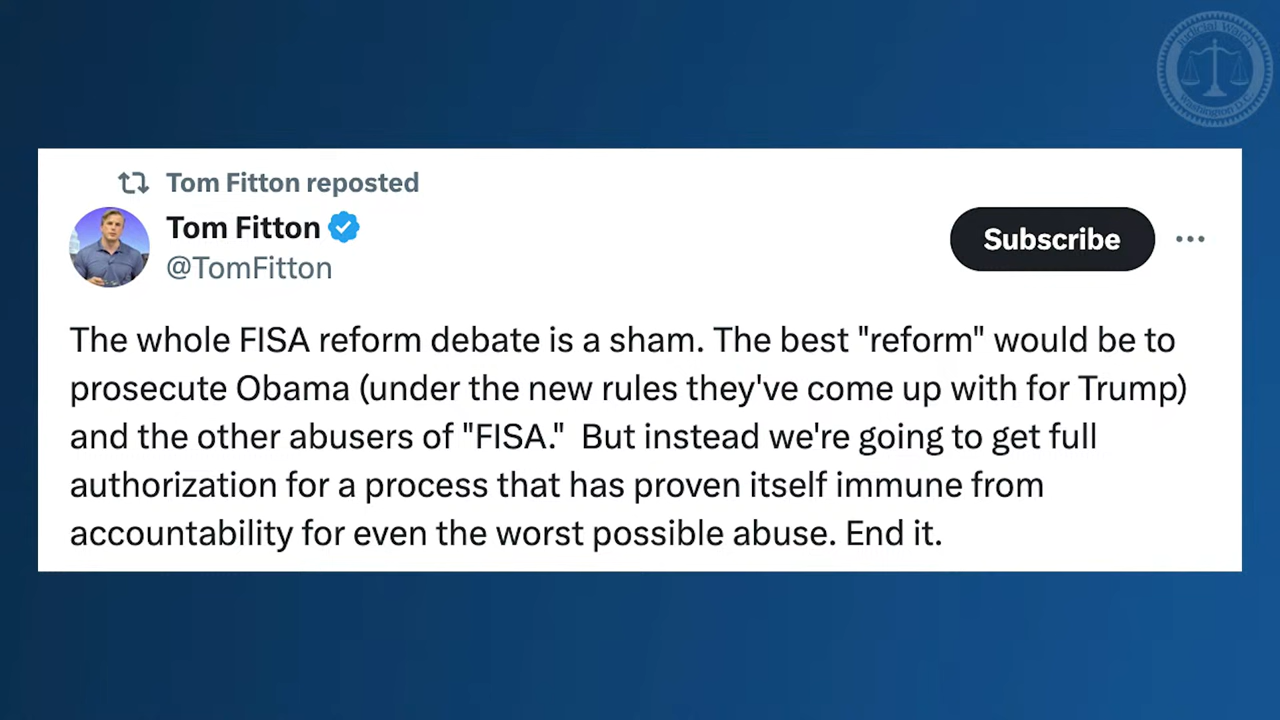 Judicial Watch
Washington D.C.
Tom Fitton reposted
Tom Fitton
@TomFitton
Subscribe
The whole FISA reform debate is a sham. The best "reform" would be to
prosecute Obama (under the new rules they've come up with for Trump)
and the other abusers of "FISA."  But instead we're going to get full
authorization for a process that has proven itself immune from
accountability for even the worst possible abuse. End it.